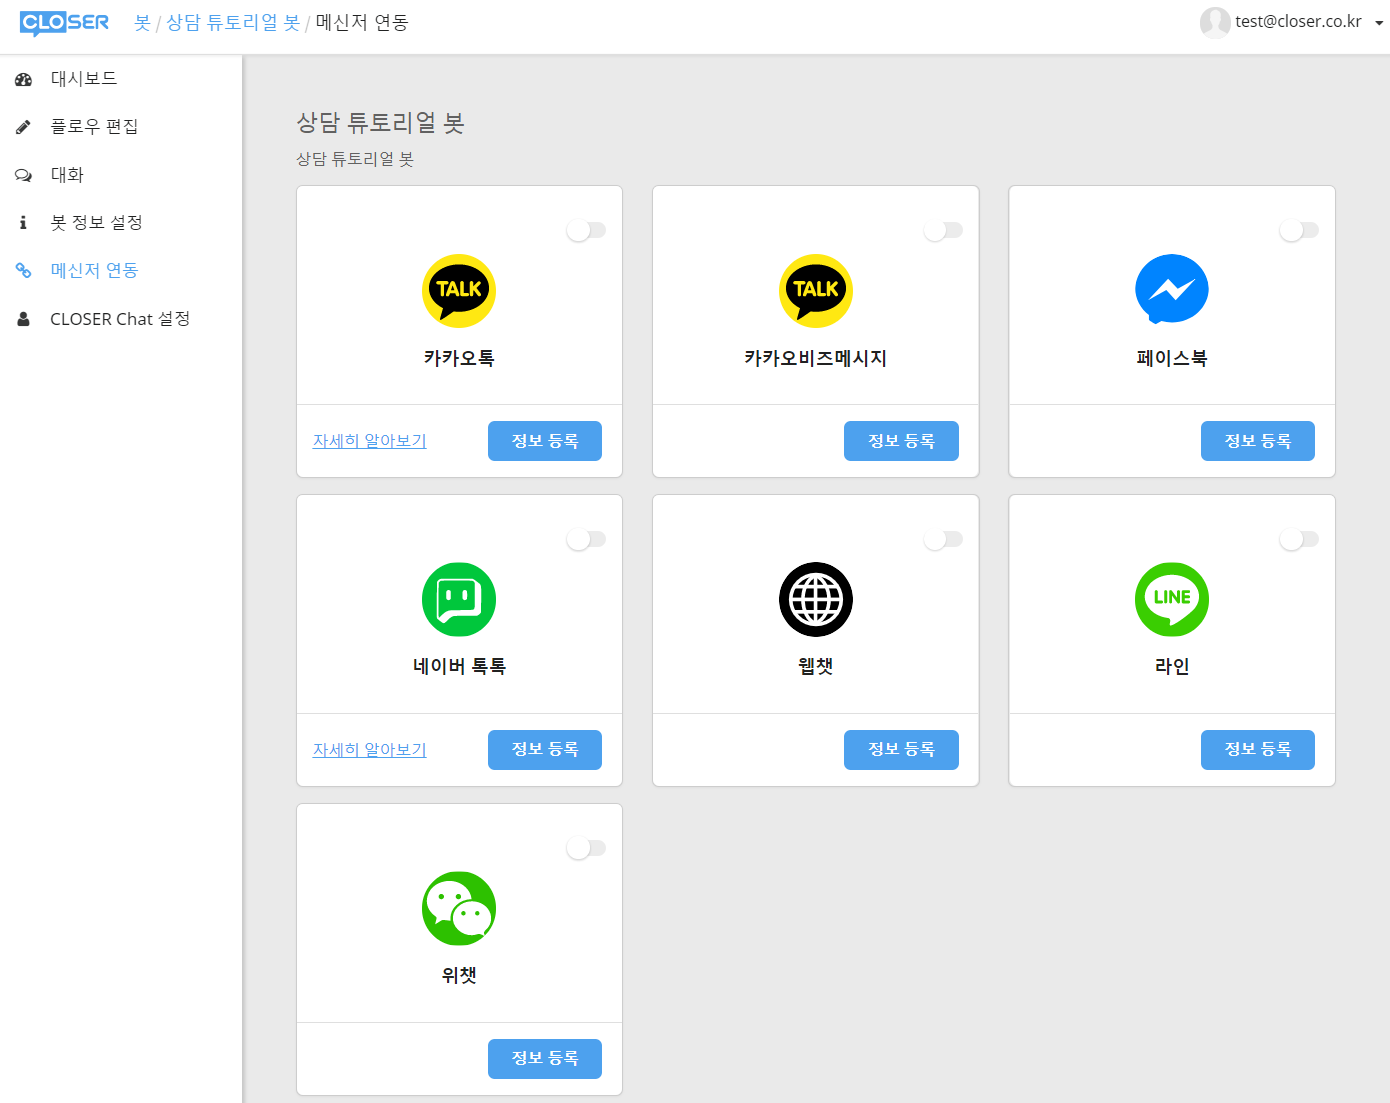 CLOSER 봇 / 상담 튜토리얼 봇 / 메신저 연동 test@closer.co.kr
대시보드
플로우 편집
대화
봇 정보 설정
메신저 연동
CLOSER Chat 설정
상담 튜토리얼 봇
상담 튜토리얼 봇
TALK
카카오톡
자세히 알아보기 정보 등록
TALK
카카오비즈메시지
정보 등록
페이스북
정보 등록
네이버 톡톡
자세히 알아보기 정보 등록
웹챗
정보 등록
LINE
라인
정보 등록
위챗
정보 등록